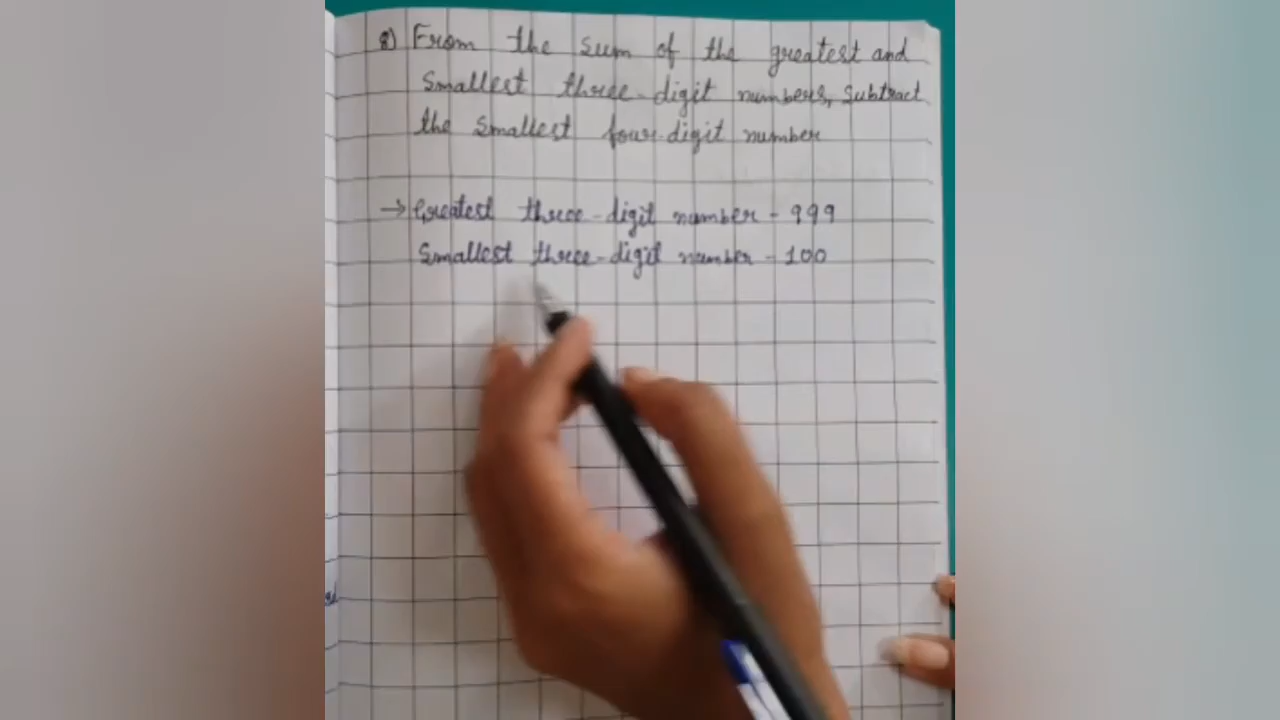 8) From the sum of the greatest and
Smallest three-digit numbers, Subtract
the Smallest four-digit number
→ Greatest three-digit number - 999
Smallest three-digit number - 100